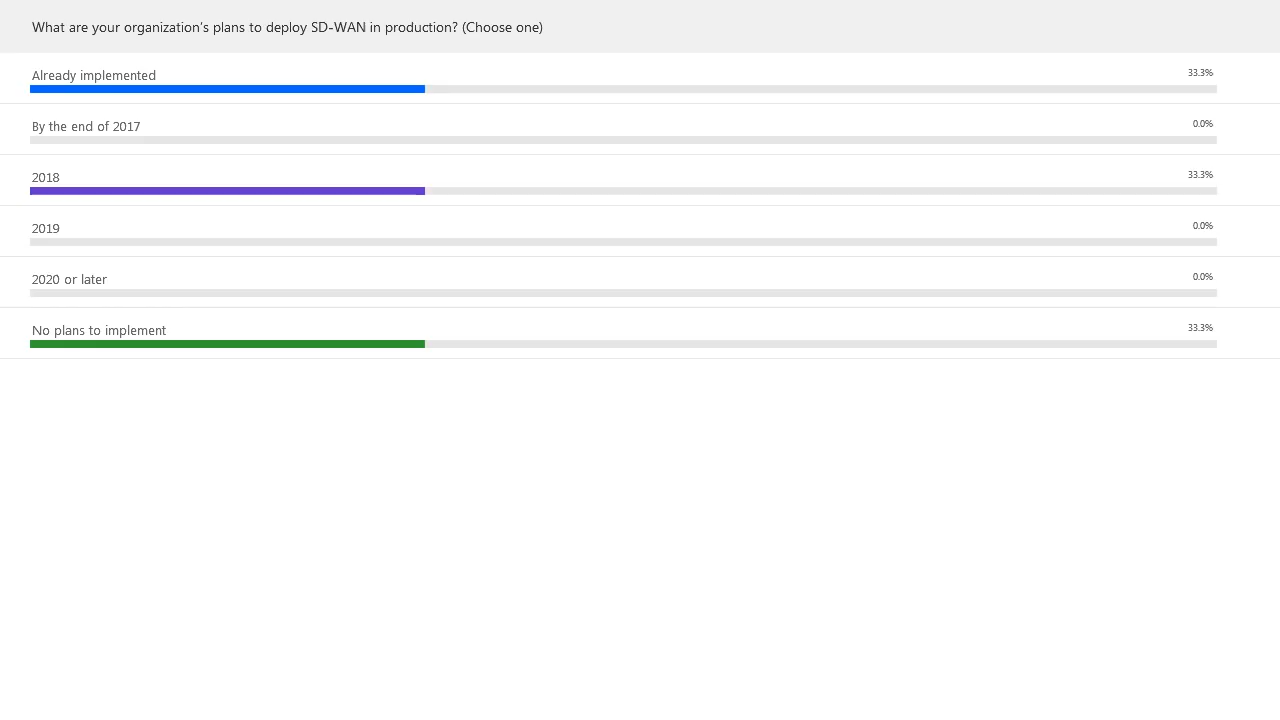 What are your organization's plans to deploy SD-WAN in production? (Choose one)
Already implemented 33.3%
By the end of 2017 0.0%
2018 33.3%
2019 0.0%
2020 or later 0.0%
No plans to implement 33.3%